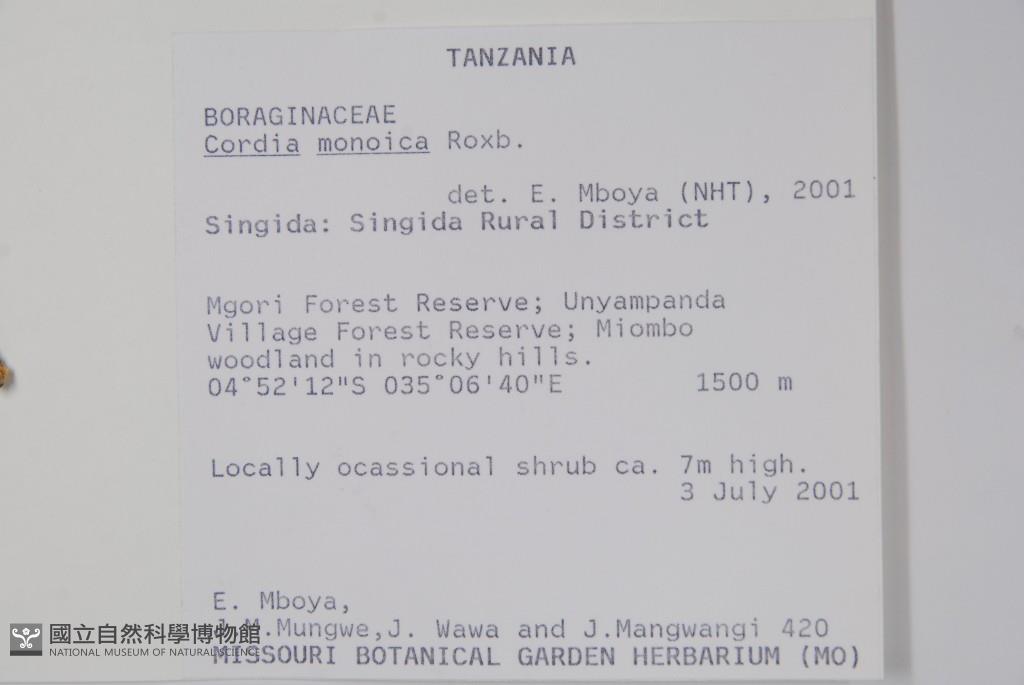 TANZANIA
BORAGINACEAE
Cordia monoica Roxb.
det. E. Mboya (NHT), 2001
Singida: Singida Rural District
Mgori Forest Reserve; Unyampanda
Village Forest Reserve; Miombo
woodland in rocky hills.
04°52'12"S 035°06'40"E 1500 m
Locally ocassional shrub ca. 7m high.
3 July 2001
E. Mboya,
J.M.Mungwe,J. Wawa and J.Mangwangi 420
MISSOURI BOTANICAL GARDEN HERBARIUM (MO)
國立自然科學博物館
NATIONAL MUSEUM OF NATURAL SCIENCE